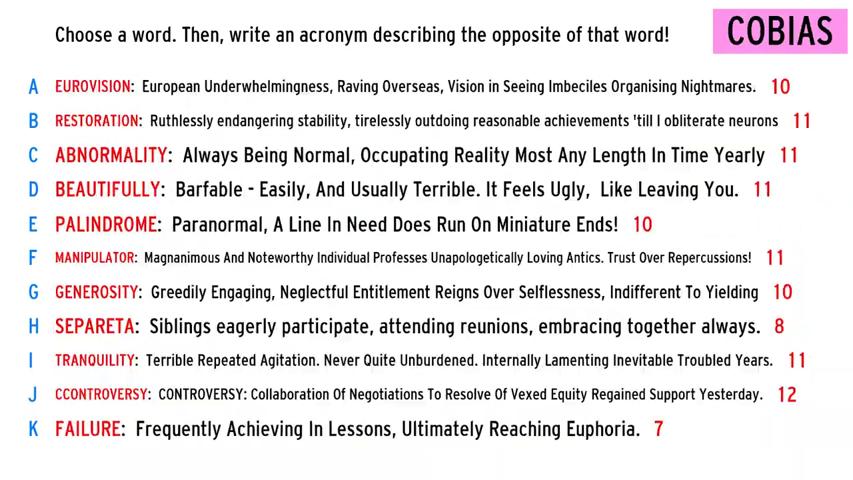 Choose a word. Then, write an acronym describing the opposite of that word!
COBIAS
A EUROVISION: European Underwhelmingness, Raving Overseas, Vision in Seeing Imbeciles Organising Nightmares. 10
B RESTORATION: Ruthlessly endangering stability, tirelessly outdoing reasonable achievements 'till I obliterate neurons 11
C ABNORMALITY: Always Being Normal, Occupating Reality Most Any Length In Time Yearly 11
D BEAUTIFULLY: Barfable - Easily, And Usually Terrible. It Feels Ugly, Like Leaving You. 11
E PALINDROME: Paranormal, A Line In Need Does Run On Miniature Ends! 10
F MANIPULATOR: Magnanimous And Noteworthy Individual Professes Unapologetically Loving Antics. Trust Over Repercussions! 11
G GENEROSITY: Greedily Engaging, Neglectful Entitlement Reigns Over Selflessness, Indifferent To Yielding 10
H SEPARETA: Siblings eagerly participate, attending reunions, embracing together always. 8
I TRANQUILITY: Terrible Repeated Agitation. Never Quite Unburdened. Internally Lamenting Inevitable Troubled Years. 11
J CCONTROVERSY: CONTROVERSY: Collaboration Of Negotiations To Resolve Of Vexed Equity Regained Support Yesterday. 12
K FAILURE: Frequently Achieving In Lessons, Ultimately Reaching Euphoria. 7